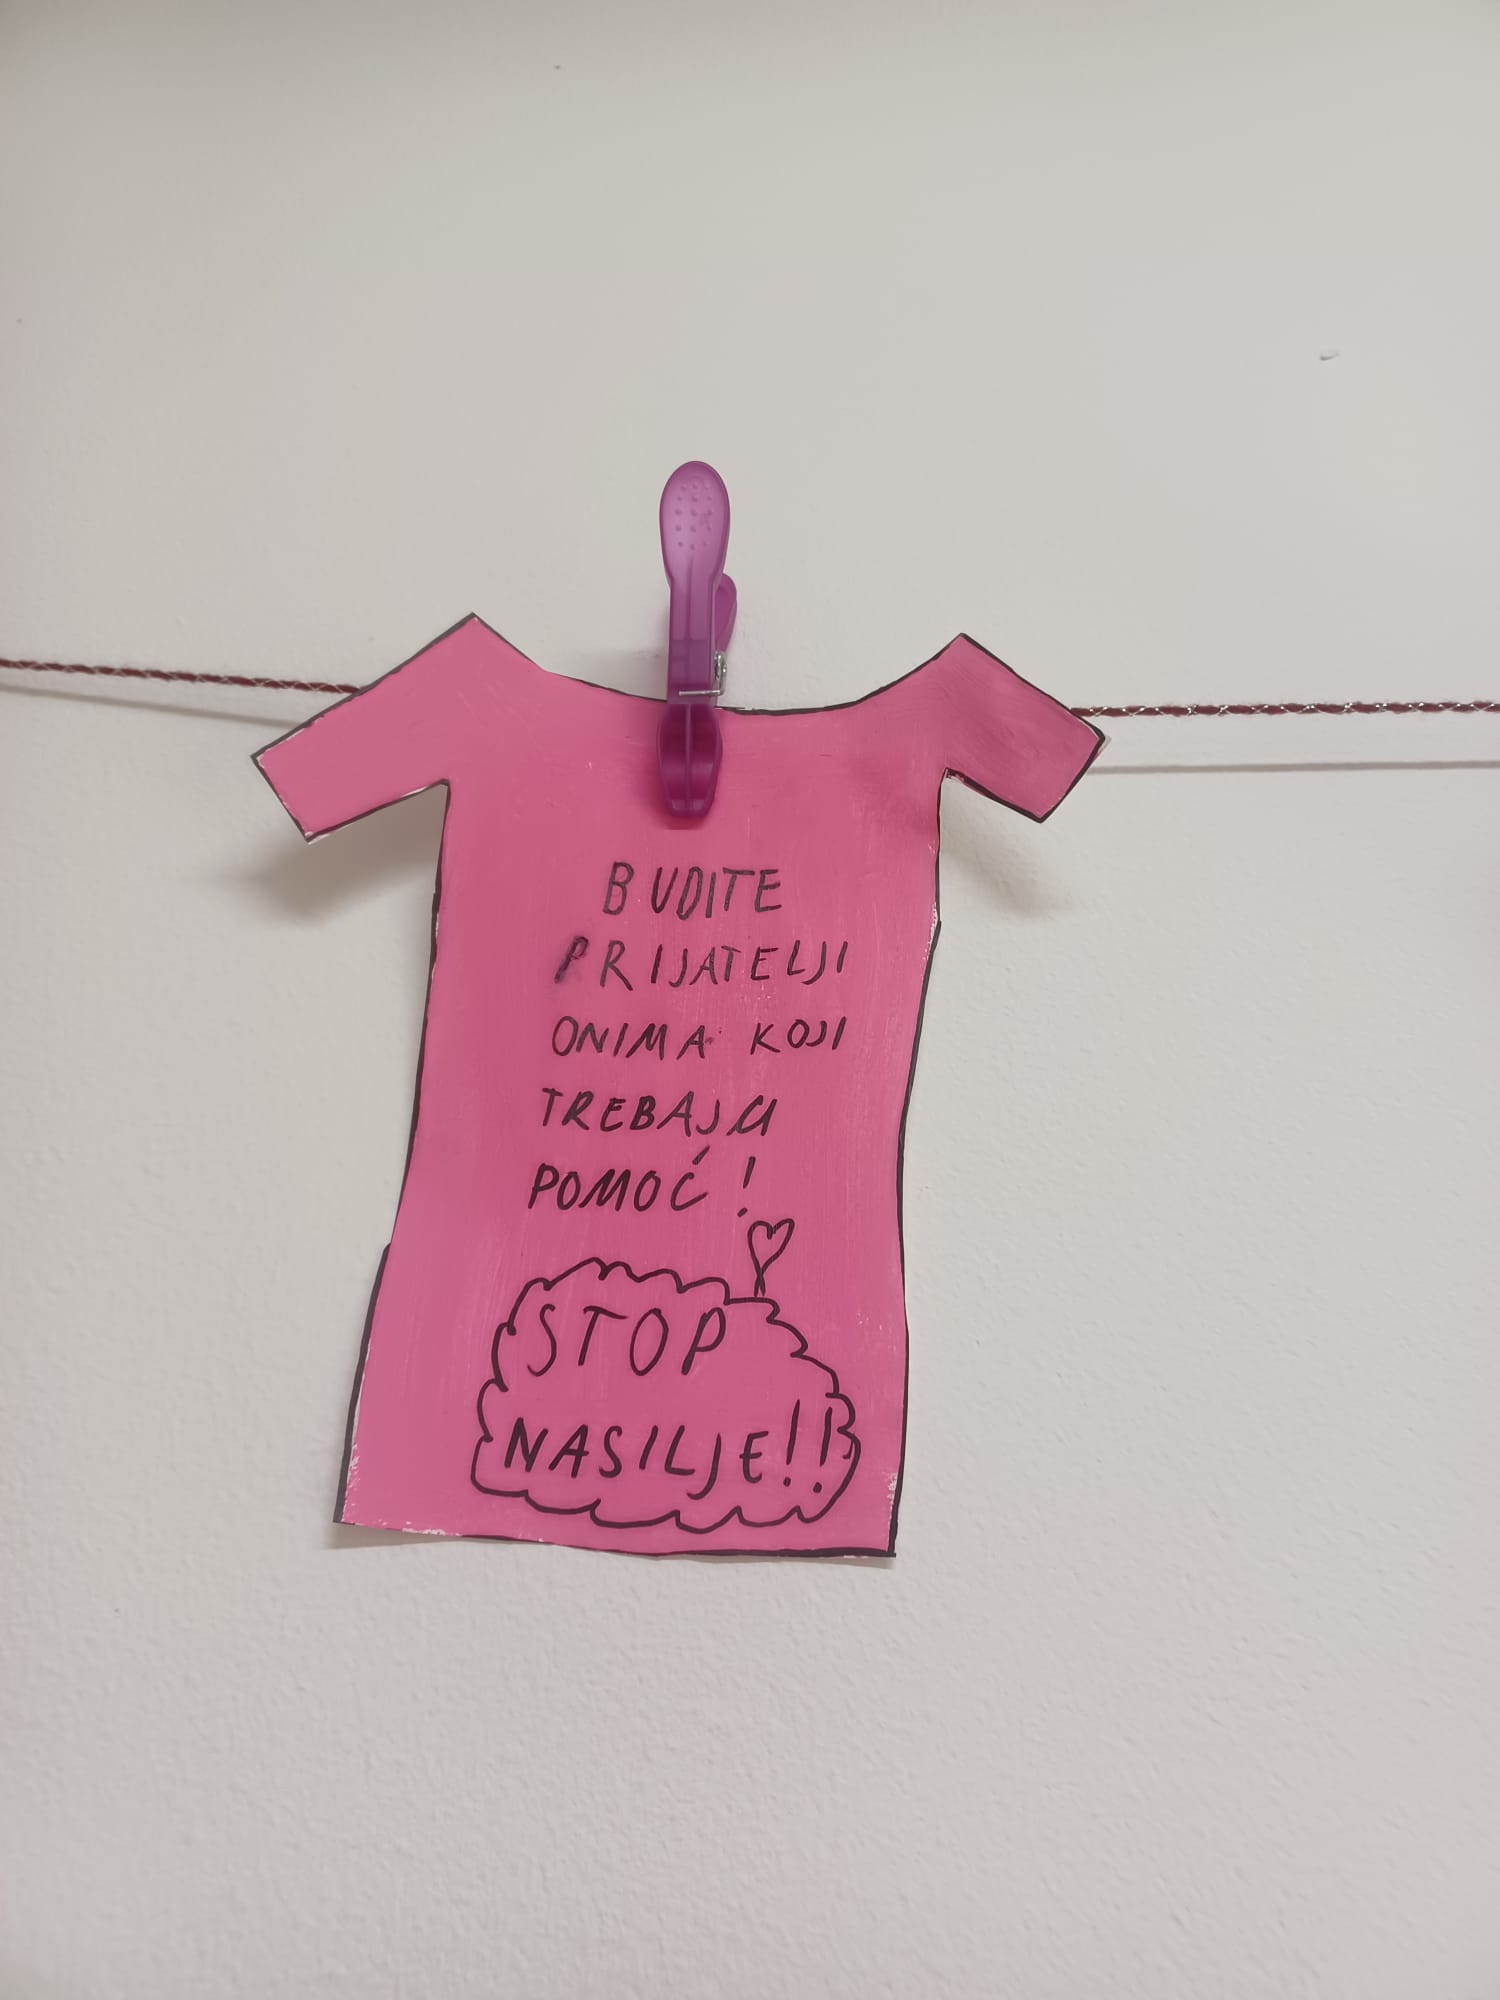 BUDITE
PRIJATELJI
ONIMA KOJI
TREBAJU
POMOĆ!
STOP
NASILJE!!